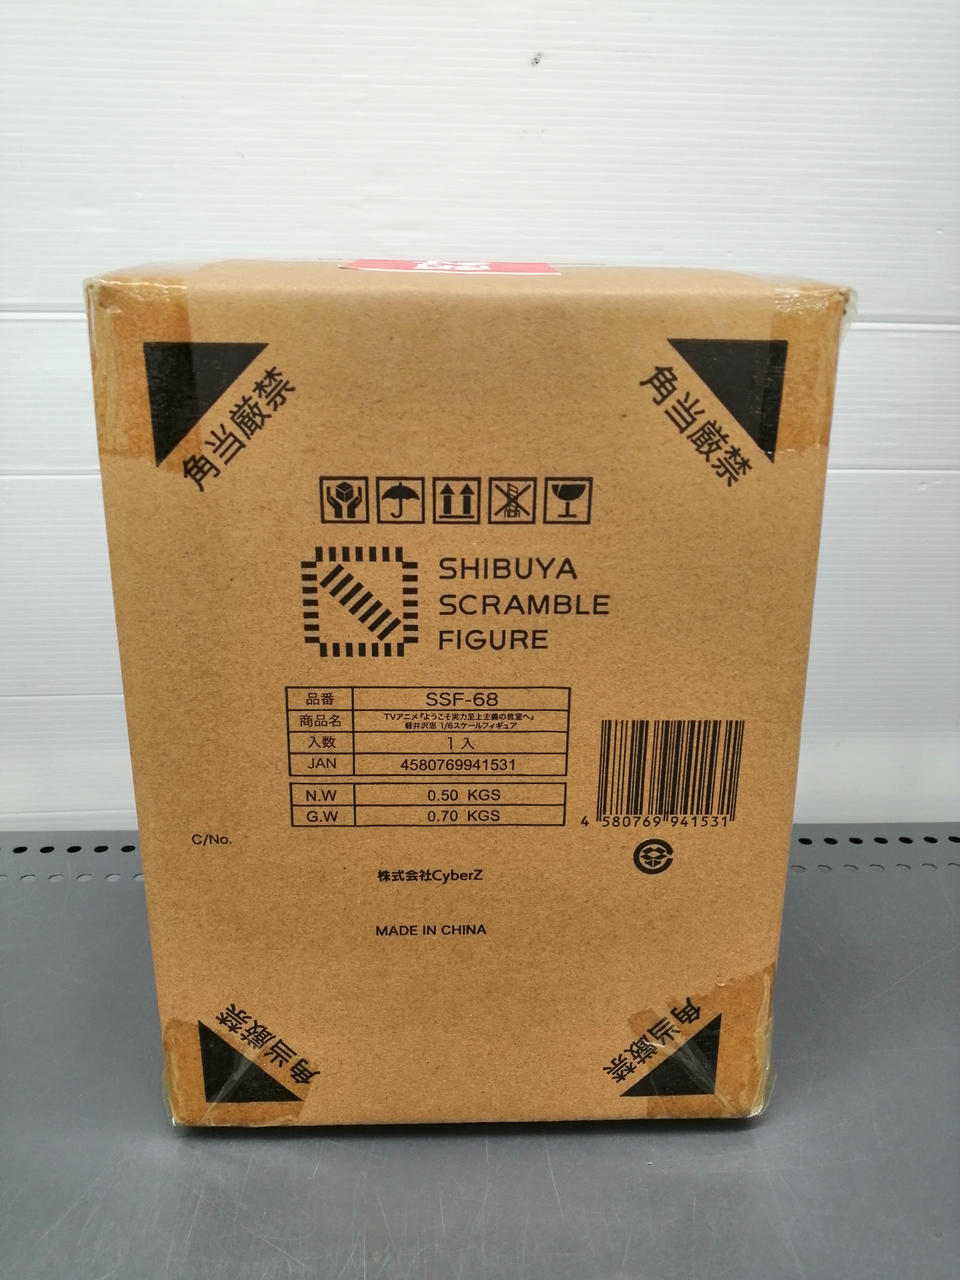 角当厳禁
角当厳禁
SHIBUYA
SCRAMBLE
FIGURE
品番 SSF-68
商品名 TVアニメ『ようこそ実力至上主義の教室へ』
軽井沢恵 1/6スケールフィギュア
入数 1入
JAN 4580769941531
N.W 0.50 KGS
G.W 0.70 KGS
4 580769 941531
C/No.
株式会社CyberZ
MADE IN CHINA
角当厳禁
角当厳禁